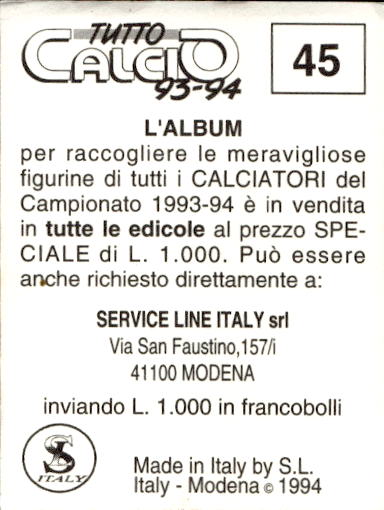 TUTTO
CALCIO
93-94
45
L'ALBUM
per raccogliere le meravigliose
figurine di tutti i CALCIATORI del
Campionato 1993-94 è in vendita
in tutte le edicole al prezzo SPE-
CIALE di L. 1.000. Può essere
anche richiesto direttamente a:
SERVICE LINE ITALY srl
Via San Faustino,157/i
41100 MODENA
inviando L. 1.000 in francobolli
SL
ITALY
Made in Italy by S.L.
Italy - Modena © 1994